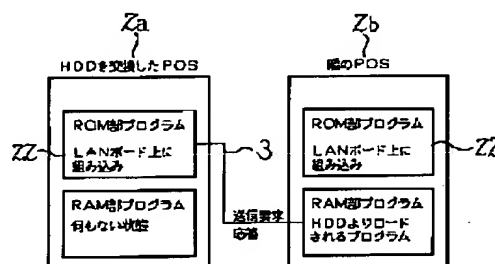 Za
Zb
HDDを交換したPOS
隣のPOS
ROM部プログラム
LANボード上に
組み込み
ZZ
3
RAM部プログラム
何もない状態
送信要求
応答
ROM部プログラム
LANボード上に
組み込み
ZZ
RAM部プログラム
HDDよりロード
されるプログラム